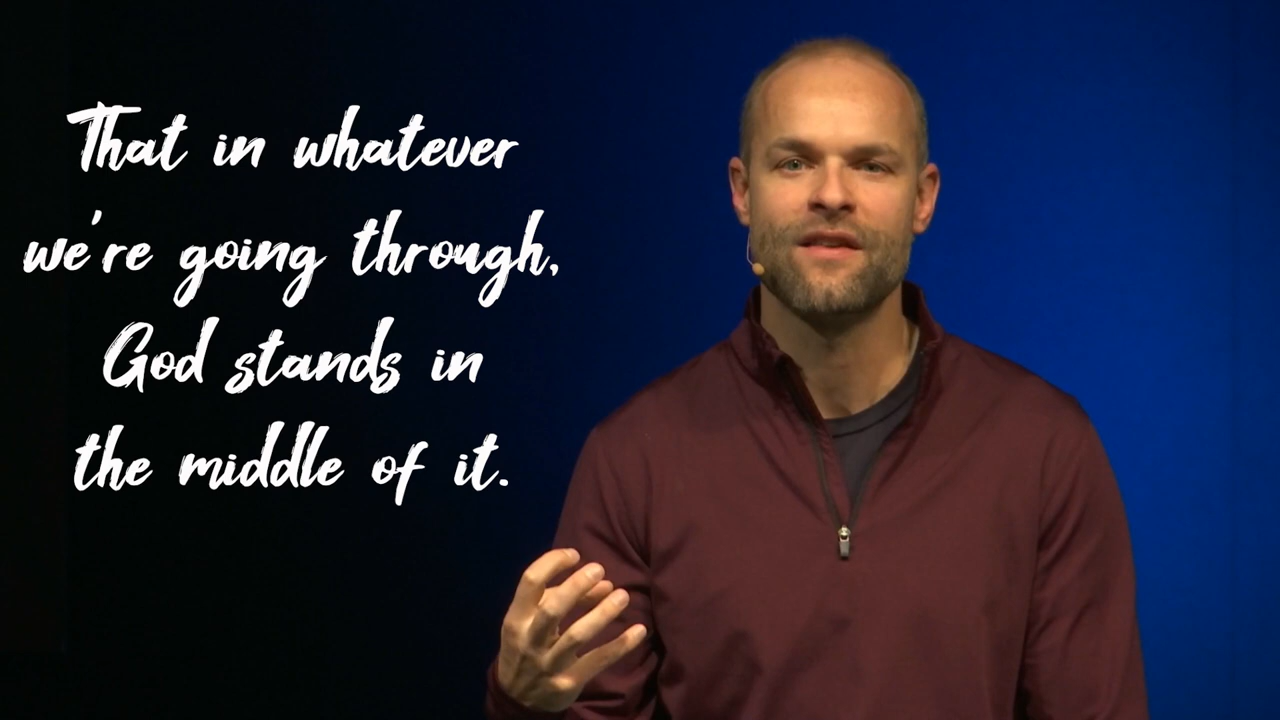 That in whatever
we're going through,
God stands in
the middle of it.